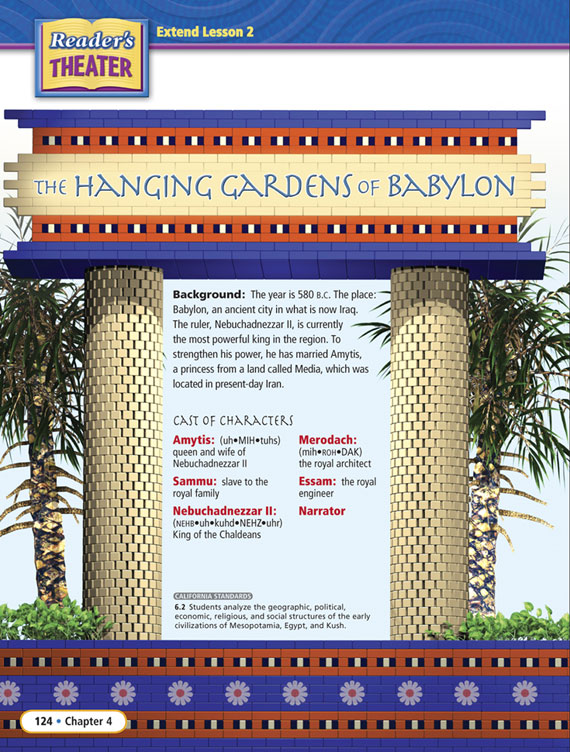 Extend Lesson 2
Reader's
THEATER
THE HANGING GARDENS OF BABYLON
Background: The year is 580 B.C. The place:
Babylon, an ancient city in what is now Iraq.
The ruler, Nebuchadnezzar II, is currently
the most powerful king in the region. To
strengthen his power, he has married Amytis,
a princess from a land called Media, which was
located in present-day Iran.
CAST OF CHARACTERS
Amytis: (uh•MIH•tuhs)
queen and wife of
Nebuchadnezzar II
Sammu: slave to the
royal family
Nebuchadnezzar II:
(NEHB•uh•kuhd•NEHZ•uhr)
King of the Chaldeans
Merodach:
(mih•ROH•DAK)
the royal architect
Essam: the royal
engineer
Narrator
CALIFORNIA STANDARDS
6.2 Students analyze the geographic, political,
economic, religious, and social structures of the early
civilizations of Mesopotamia, Egypt, and Kush.
124 • Chapter 4